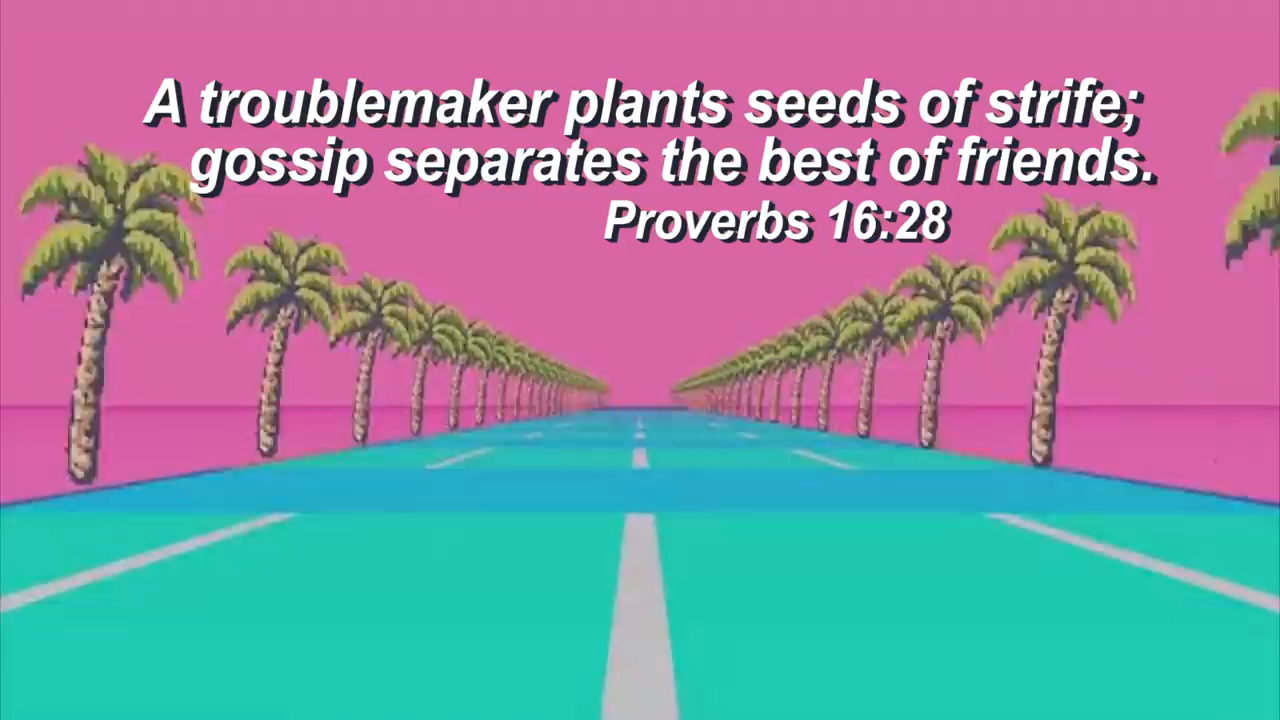 A troublemaker plants seeds of strife;
gossip separates the best of friends.
Proverbs 16:28